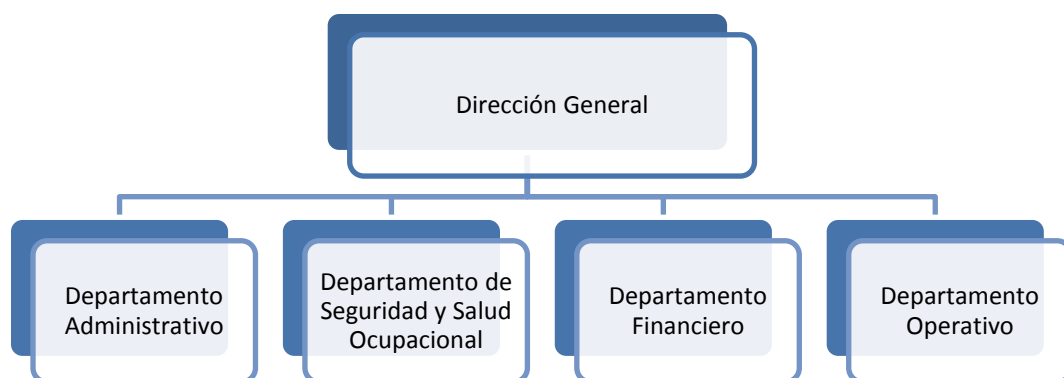 Dirección General
Departamento
Administrativo
Departamento de
Seguridad y Salud
Ocupacional
Departamento
Financiero
Departamento
Operativo